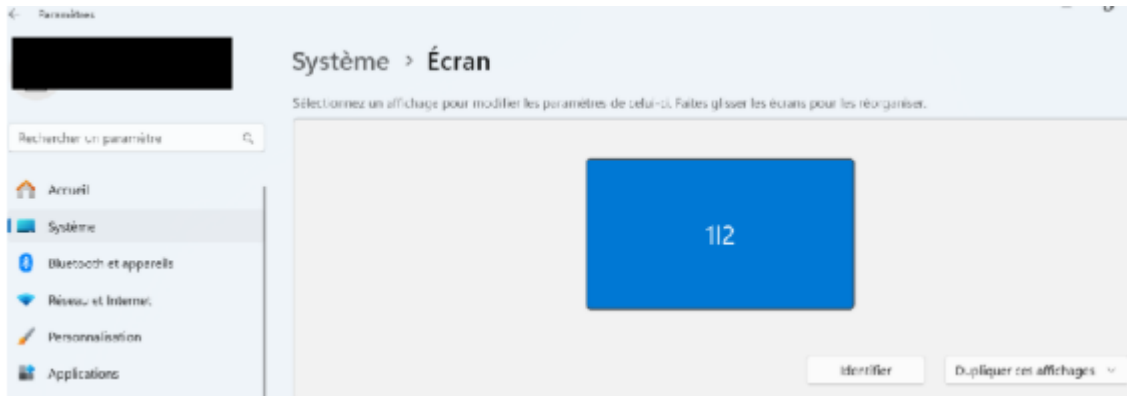 Paramètres
Système > Écran
Sélectionnez un affichage pour modifier les paramètres de celui-ci. Faites glisser les écrans pour les réorganiser.
Rechercher un paramètre
Accueil
Système
1|2
Bluetooth et appareils
Réseau et Internet
Personnalisation
Applications
Identifier
Dupliquer ces affichages